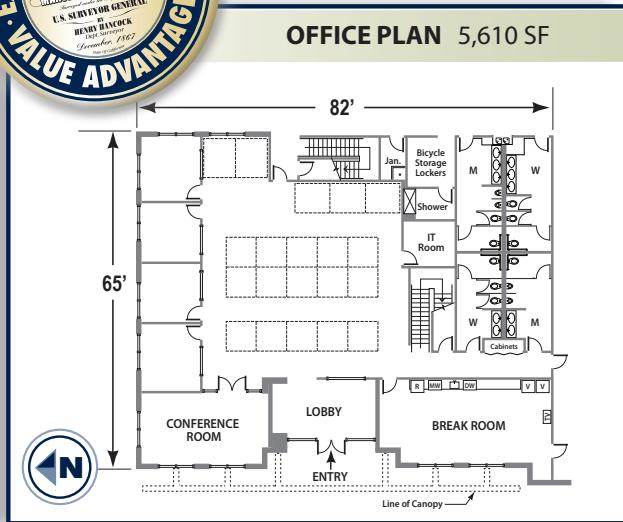 U.S. SURVEYOR GENERAL
BY
HENRY HANCOCK
Dept. Surveyor
December, 1867
VALUE ADVANTAGE
OFFICE PLAN 5,610 SF
82'
65'
Jan.
Bicycle
Storage
Lockers
M
W
Shower
IT
Room
W
M
Cabinets
R
MW
DW
V
V
TV
CONFERENCE
ROOM
LOBBY
BREAK ROOM
N
ENTRY
Line of Canopy